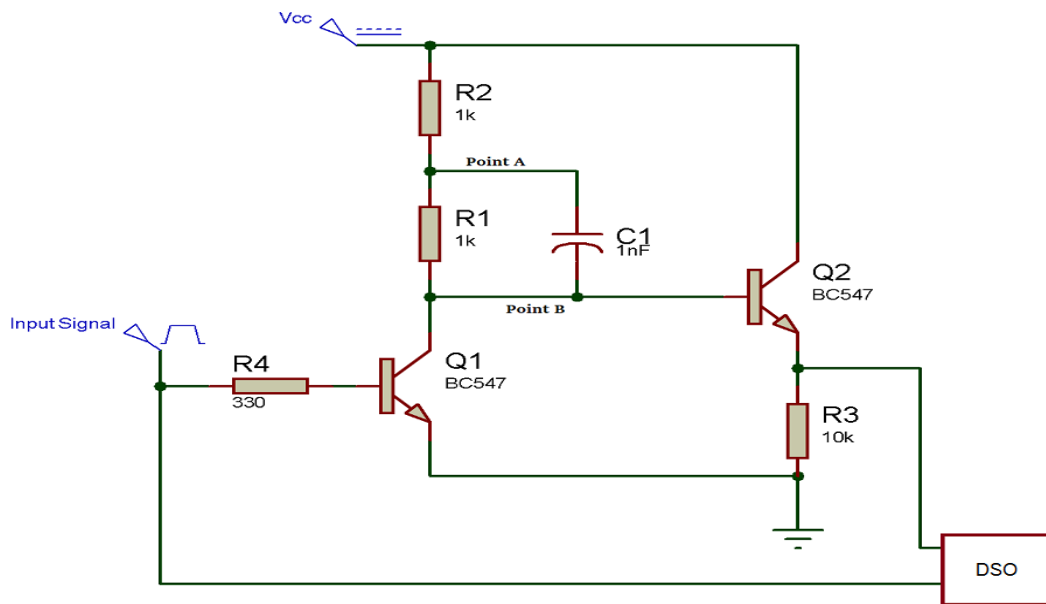 Vcc
R2
1k
Point A
R1
1k
C1
1nF
Q2
BC547
Point B
Input Signal
R4
330
Q1
BC547
R3
10k
DSO